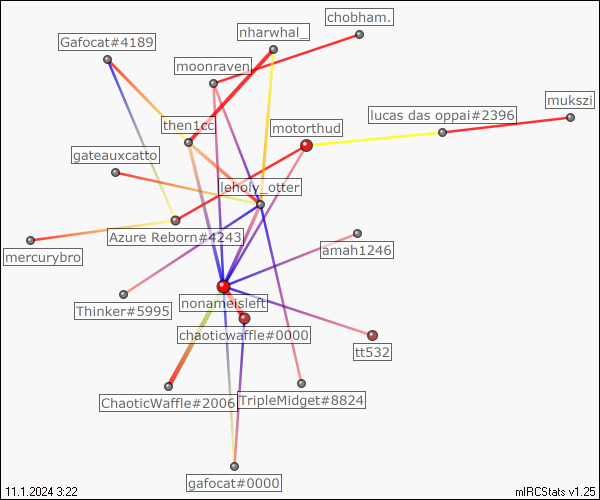 chobham.
nharwhal_
Gafocat#4189
moonraven
mukszi
lucas das oppai#2396
then1cc
motorthud
gateauxcatto
leholy_otter
Azure Reborn#4243
amah1246
mercurybro
nonameisleft
Thinker#5995
chaoticwaffle#0000
tt532
ChaoticWaffle#2006
TripleMidget#8824
gafocat#0000
11.1.2024 3:22
mIRCStats v1.25